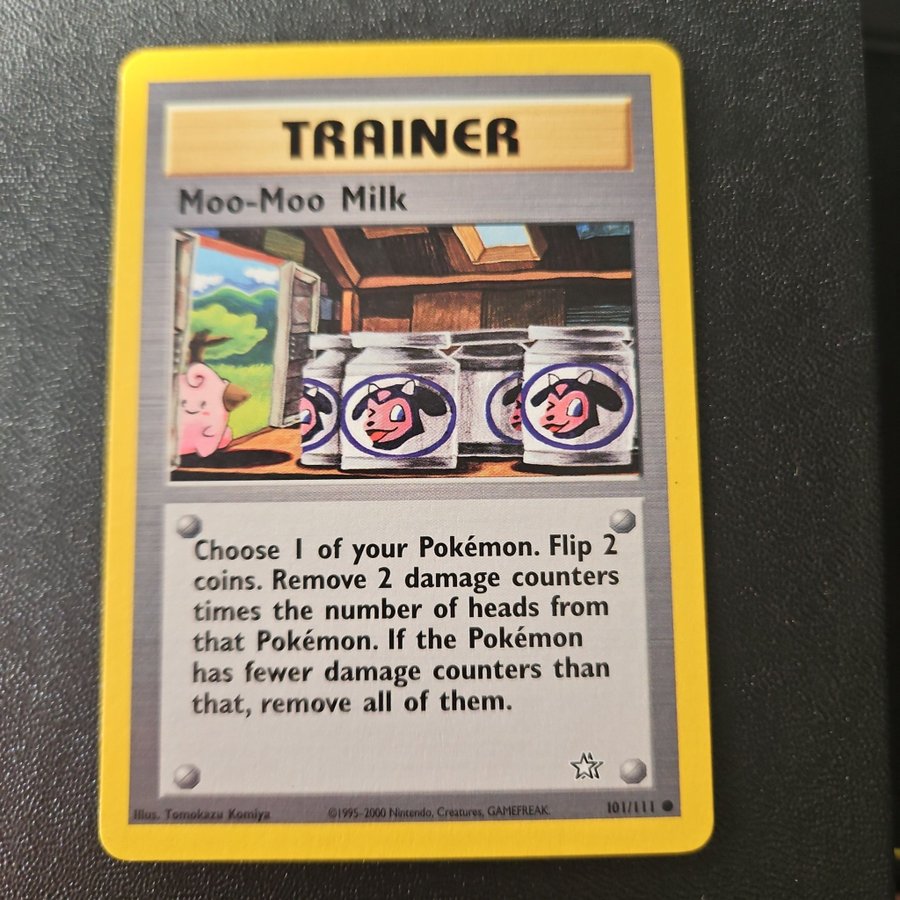 TRAINER
Moo-Moo Milk
Choose 1 of your Pokémon. Flip 2
coins. Remove 2 damage counters
times the number of heads from
that Pokémon. If the Pokémon
has fewer damage counters than
that, remove all of them.
Illus. Tomokazu Komiya
©1995-2000 Nintendo, Creatures, GAMEFREAK.
101/111